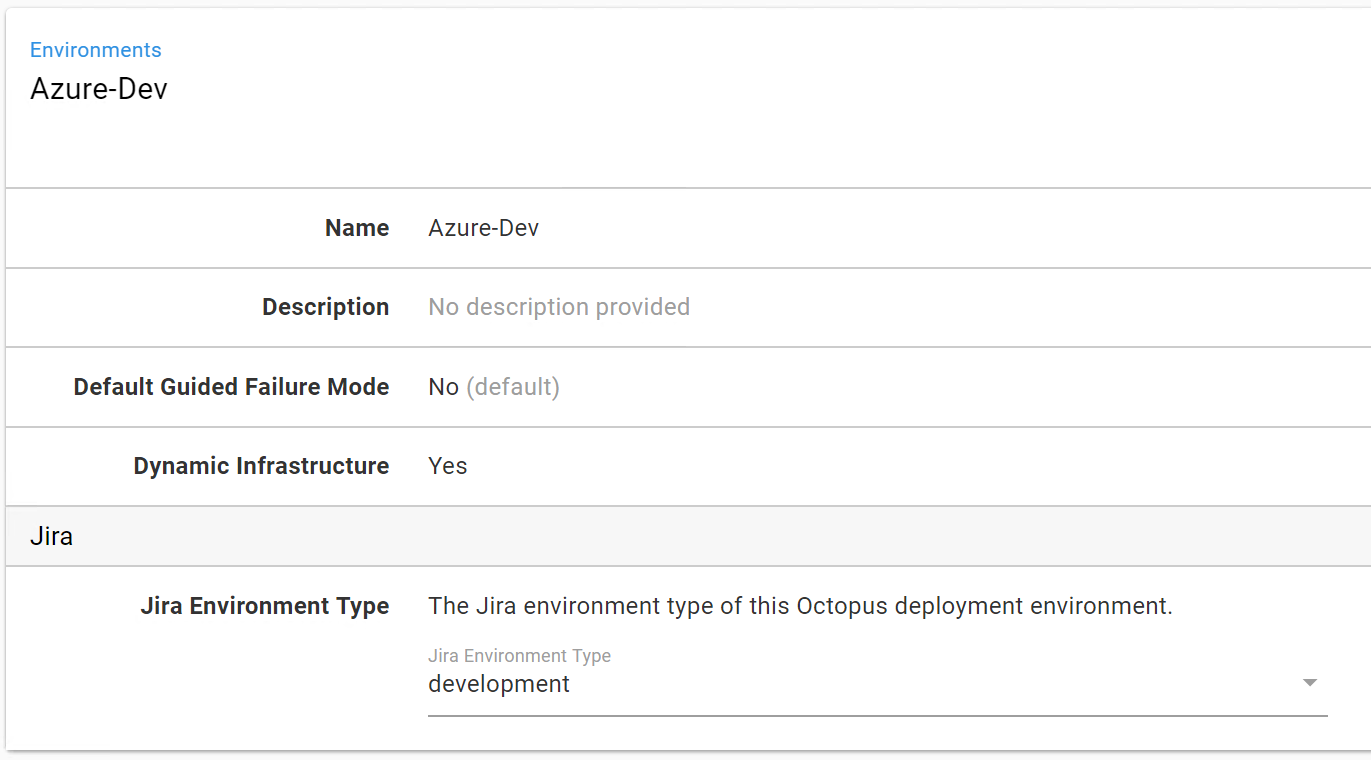 Environments
Azure-Dev
Name Azure-Dev
Description No description provided
Default Guided Failure Mode No (default)
Dynamic Infrastructure Yes
Jira
Jira Environment Type The Jira environment type of this Octopus deployment environment.
Jira Environment Type
development